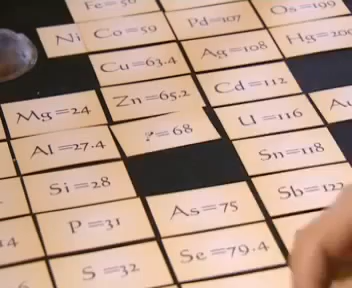 Fe=56
Ni
Co=59
Cu=63.4
Zn=65.2
?=68
Mg=24
Al=27.4
Si=28
P=31
S=32
Pd=107
Ag=108
Cd=112
As=75
Se=79.4
Os=199
Hg=200
U=116
Sn=118
Sb=122
Au